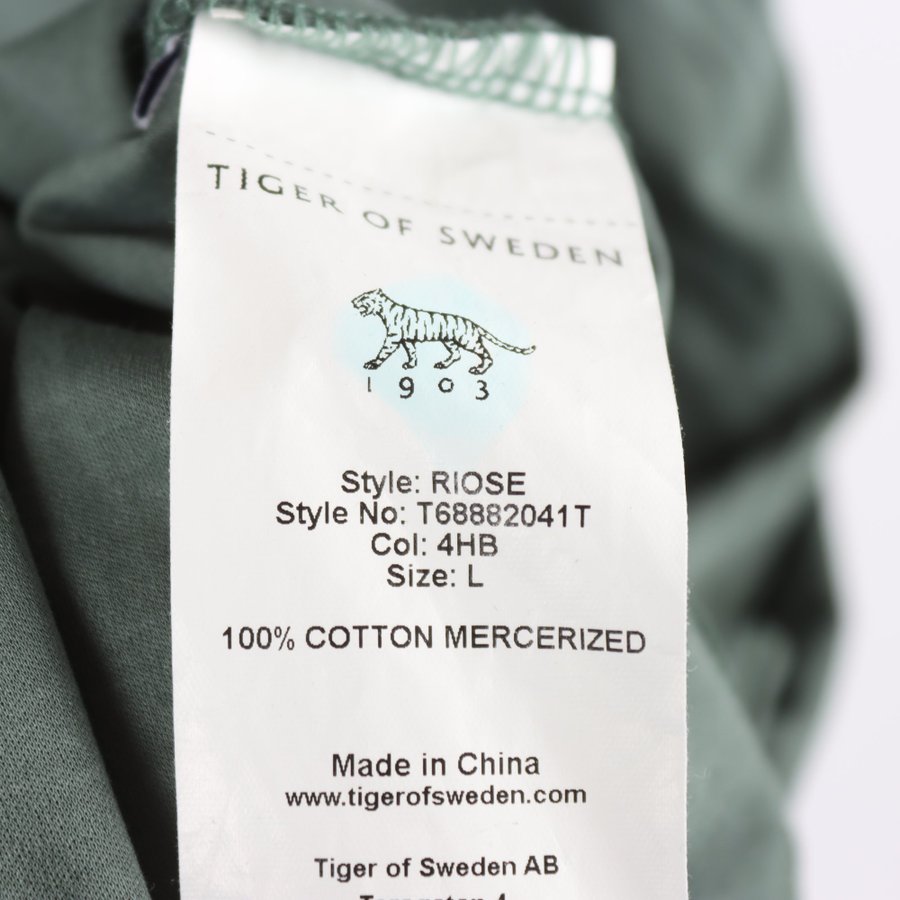 TIGER OF SWEDEN
1903
Style: RIOSE
Style No: T68882041T
Col: 4HB
Size: L
100% COTTON MERCERIZED
Made in China
www.tigerofsweden.com
Tiger of Sweden AB